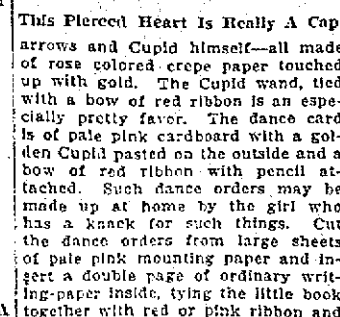 This Pierced Heart Is Really A Cap
arrows and Cupid himself—all made
of rose colored crepe paper touched
up with gold. The Cupid wand, tied
with a bow of red ribbon is an espe-
cially pretty favor. The dance card
is of pale pink cardboard with a gol-
den Cupid pasted on the outside and a
bow of red ribbon with pencil at-
tached. Such dance orders may be
made up at home by the girl who
has a knack for such things. Cut
the dance orders from large sheets
of pale pink mounting paper and in-
sert a double page of ordinary writ-
ing-paper inside, tying the little book
together with red or pink ribbon and